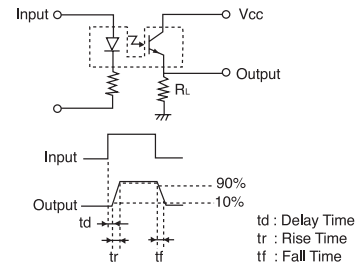 Input
Vcc
Output
RL
Input
Output
90%
10%
td
tr
tf
td : Delay Time
tr : Rise Time
tf : Fall Time